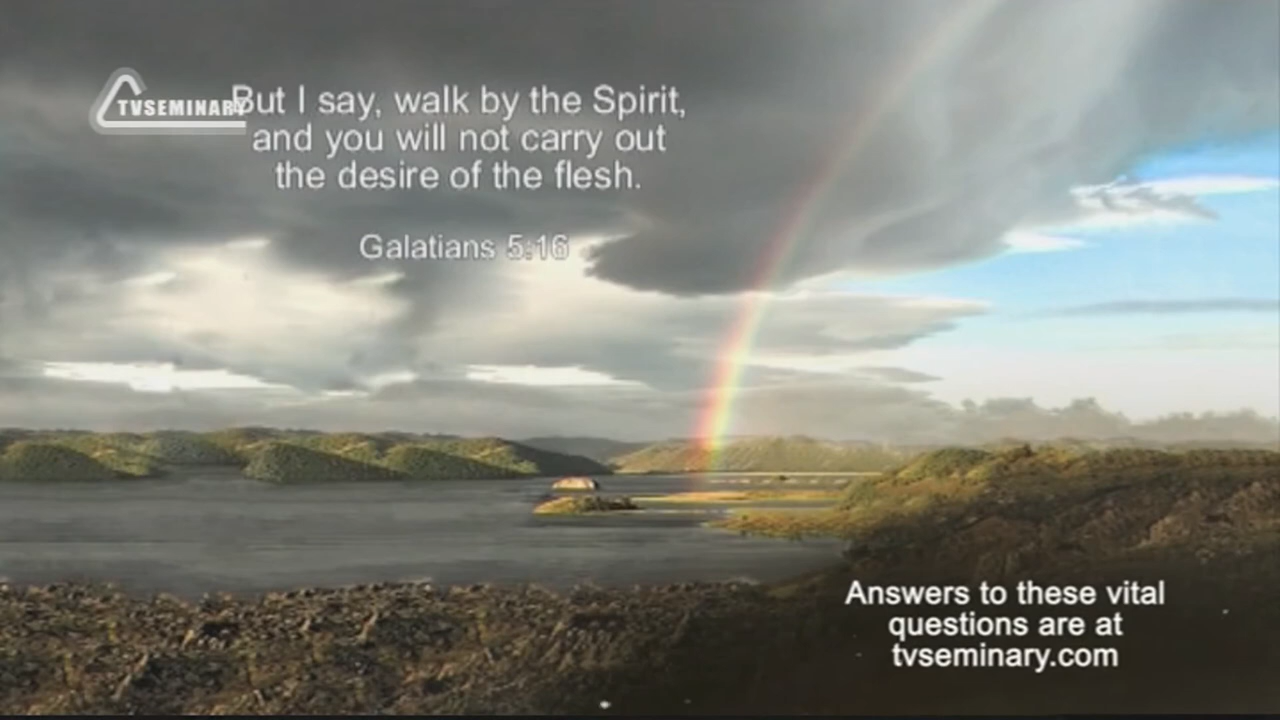 TVSEMINARY
But I say, walk by the Spirit,
and you will not carry out
the desire of the flesh.
Galatians 5:16
Answers to these vital
questions are at
tvseminary.com